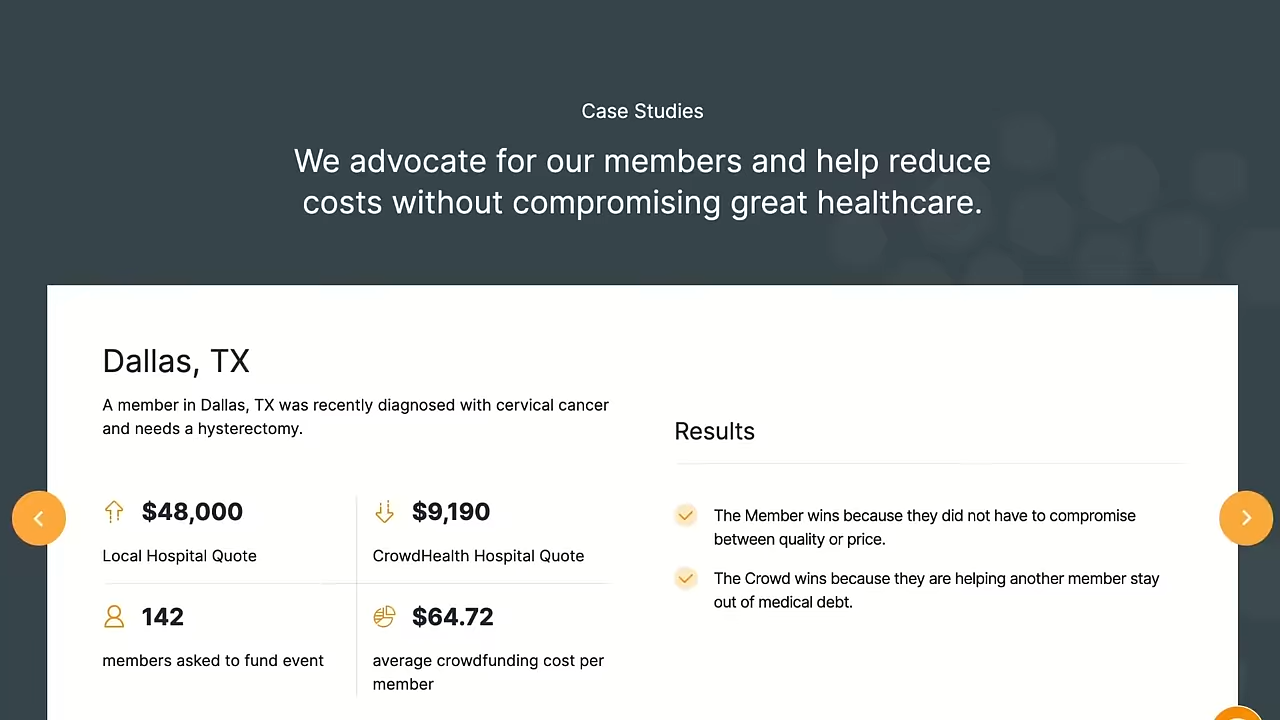 Case Studies
We advocate for our members and help reduce
costs without compromising great healthcare.
Dallas, TX
A member in Dallas, TX was recently diagnosed with cervical cancer
and needs a hysterectomy.
$48,000
Local Hospital Quote
$9,190
CrowdHealth Hospital Quote
142
members asked to fund event
$64.72
average crowdfunding cost per
member
Results
The Member wins because they did not have to compromise
between quality or price.
The Crowd wins because they are helping another member stay
out of medical debt.